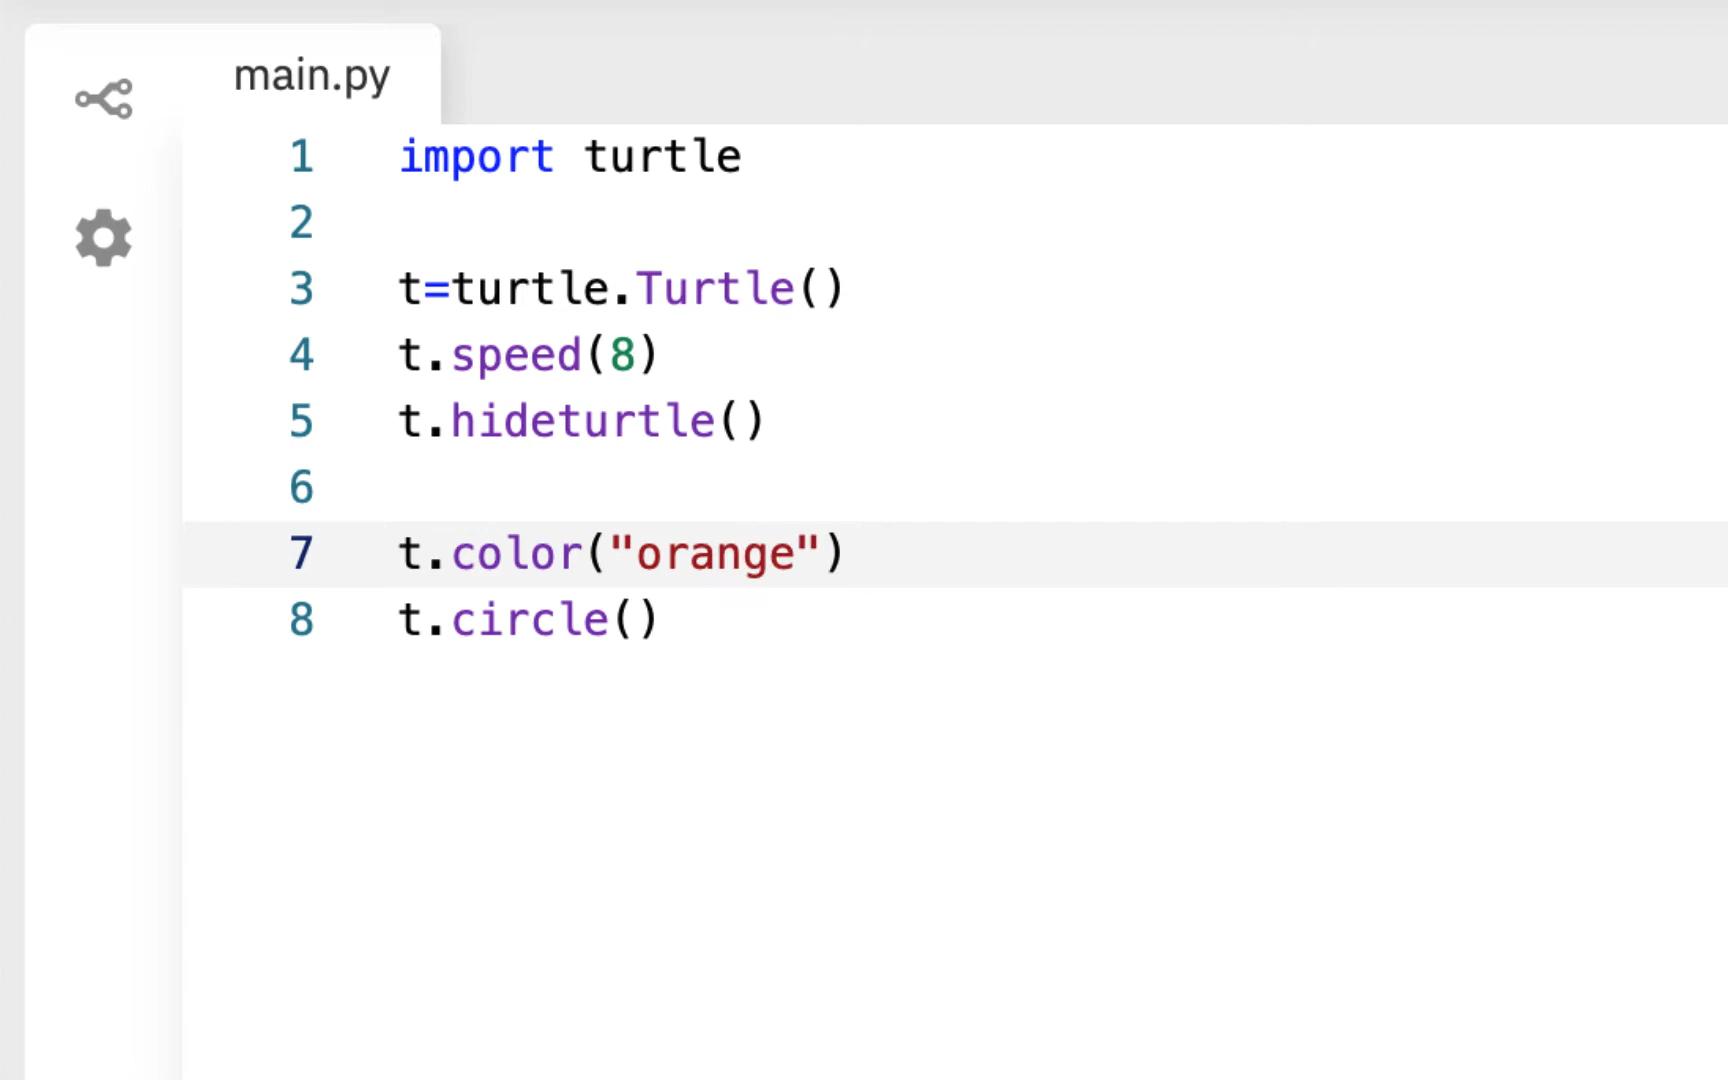 main.py
1 import turtle
2
3 t=turtle.Turtle()
4 t.speed(8)
5 t.hideturtle()
6
7 t.color("orange")
8 t.circle()